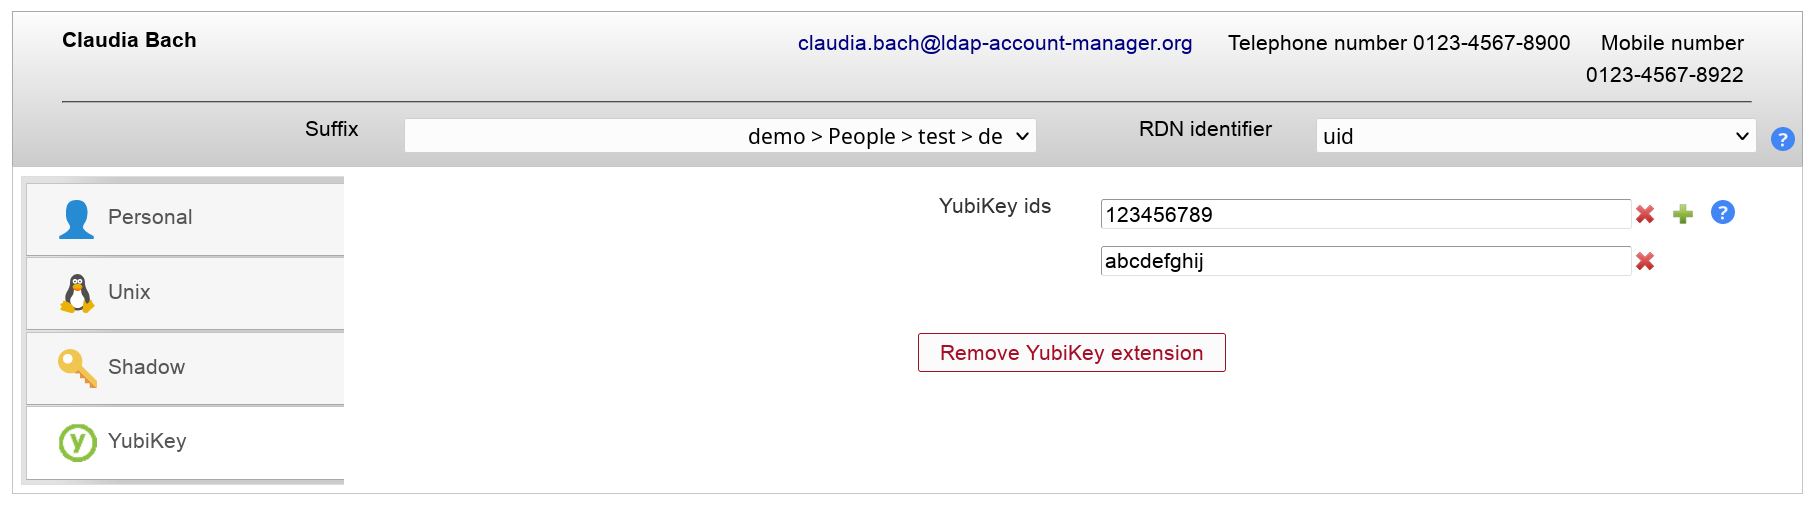 Claudia Bach
claudia.bach@ldap-account-manager.org Telephone number 0123-4567-8900 Mobile number
0123-4567-8922
Suffix demo > People > test > de RDN identifier uid ?
Personal
YubiKey ids 123456789 ?
abcdefghij
Unix
Remove YubiKey extension
Shadow
y YubiKey